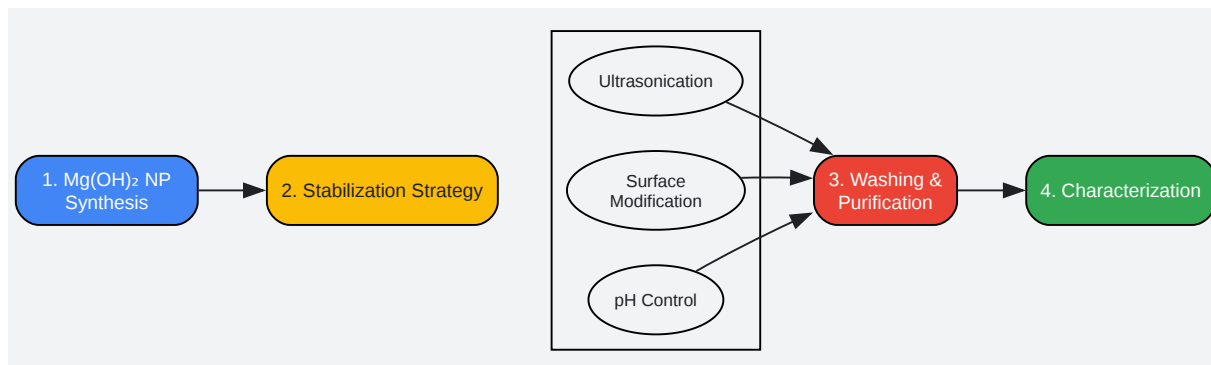 1. Mg(OH)₂ NP
Synthesis
2. Stabilization Strategy
Ultrasonication
Surface
Modification
pH Control
3. Washing &
Purification
4. Characterization